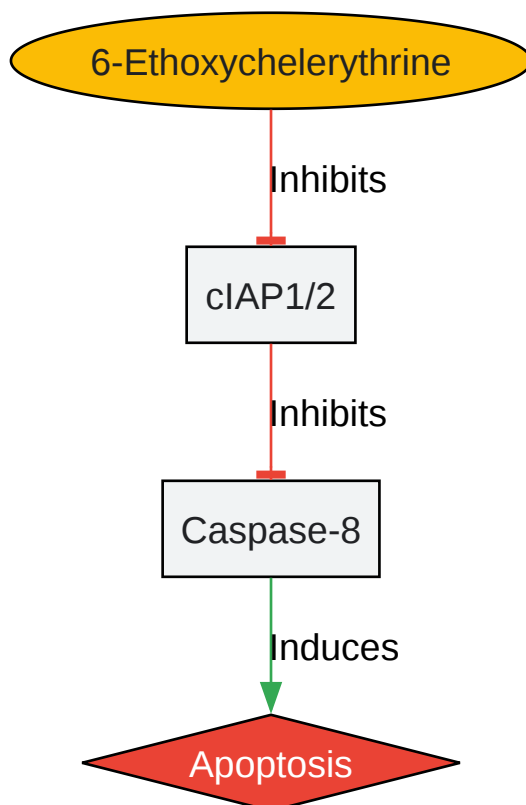 6-Ethoxychelerythrine
Inhibits
cIAP1/2
Inhibits
Caspase-8
Induces
Apoptosis